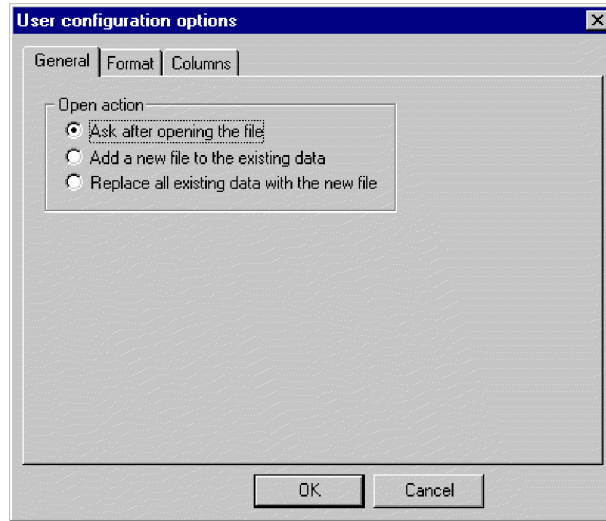 User configuration options
General Format Columns
Open action
Ask after opening the file
Add a new file to the existing data
Replace all existing data with the new file
OK Cancel